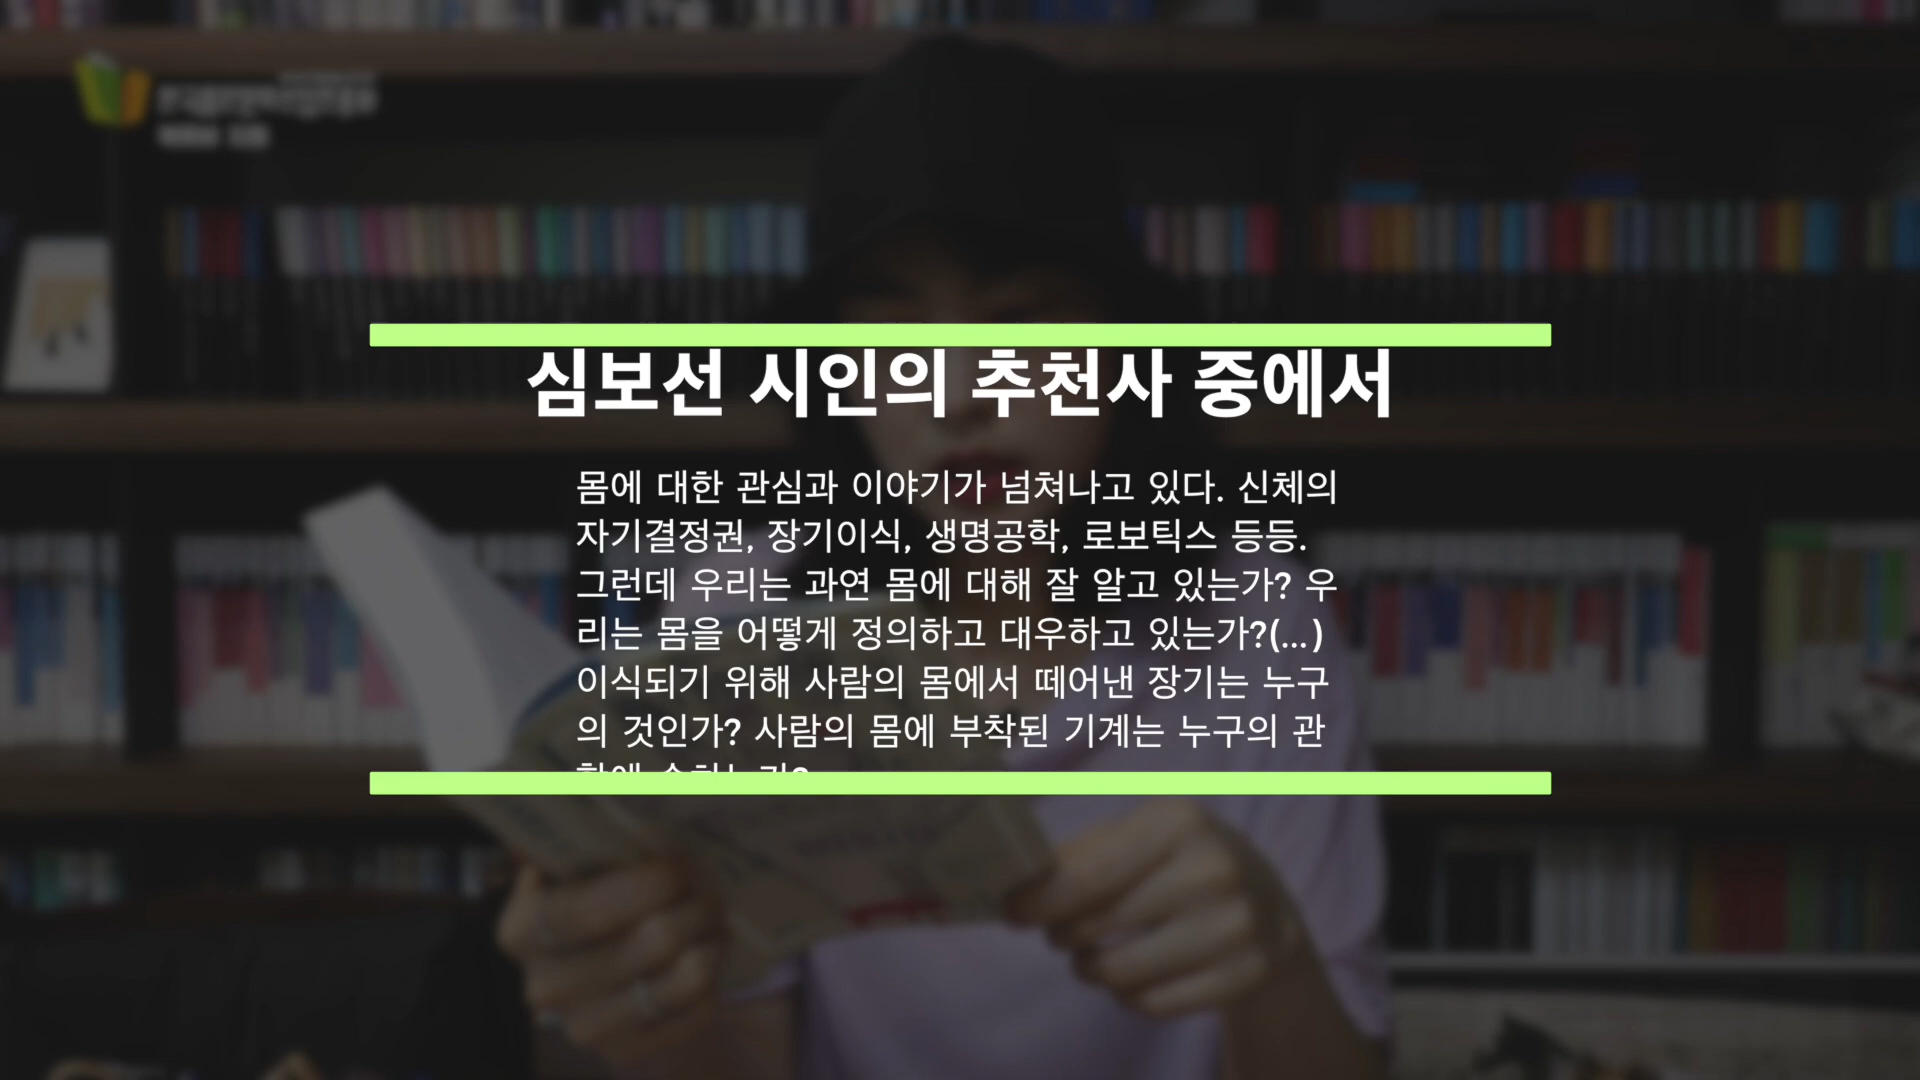 심보선 시인의 추천사 중에서
몸에 대한 관심과 이야기가 넘쳐나고 있다. 신체의
자기결정권, 장기이식, 생명공학, 로보틱스 등등.
그런데 우리는 과연 몸에 대해 잘 알고 있는가? 우
리는 몸을 어떻게 정의하고 대우하고 있는가?(...)
이식되기 위해 사람의 몸에서 떼어낸 장기는 누구
의 것인가? 사람의 몸에 부착된 기계는 누구의 관